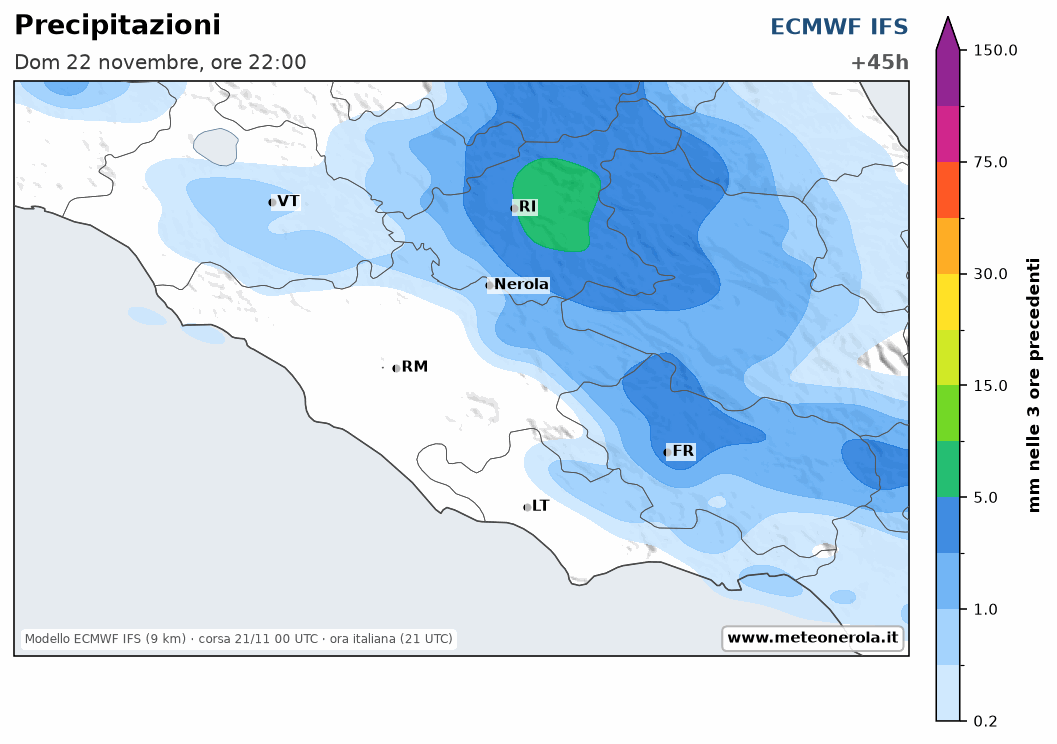 Precipitazioni
ECMWF IFS
Dom 22 novembre, ore 22:00
+45h
150.0
75.0
30.0
15.0
5.0
1.0
0.2
mm nelle 3 ore precedenti
VT
RI
Nerola
RM
FR
LT
Modello ECMWF IFS (9 km) · corsa 21/11 00 UTC · ora italiana (21 UTC)
www.meteonerola.it